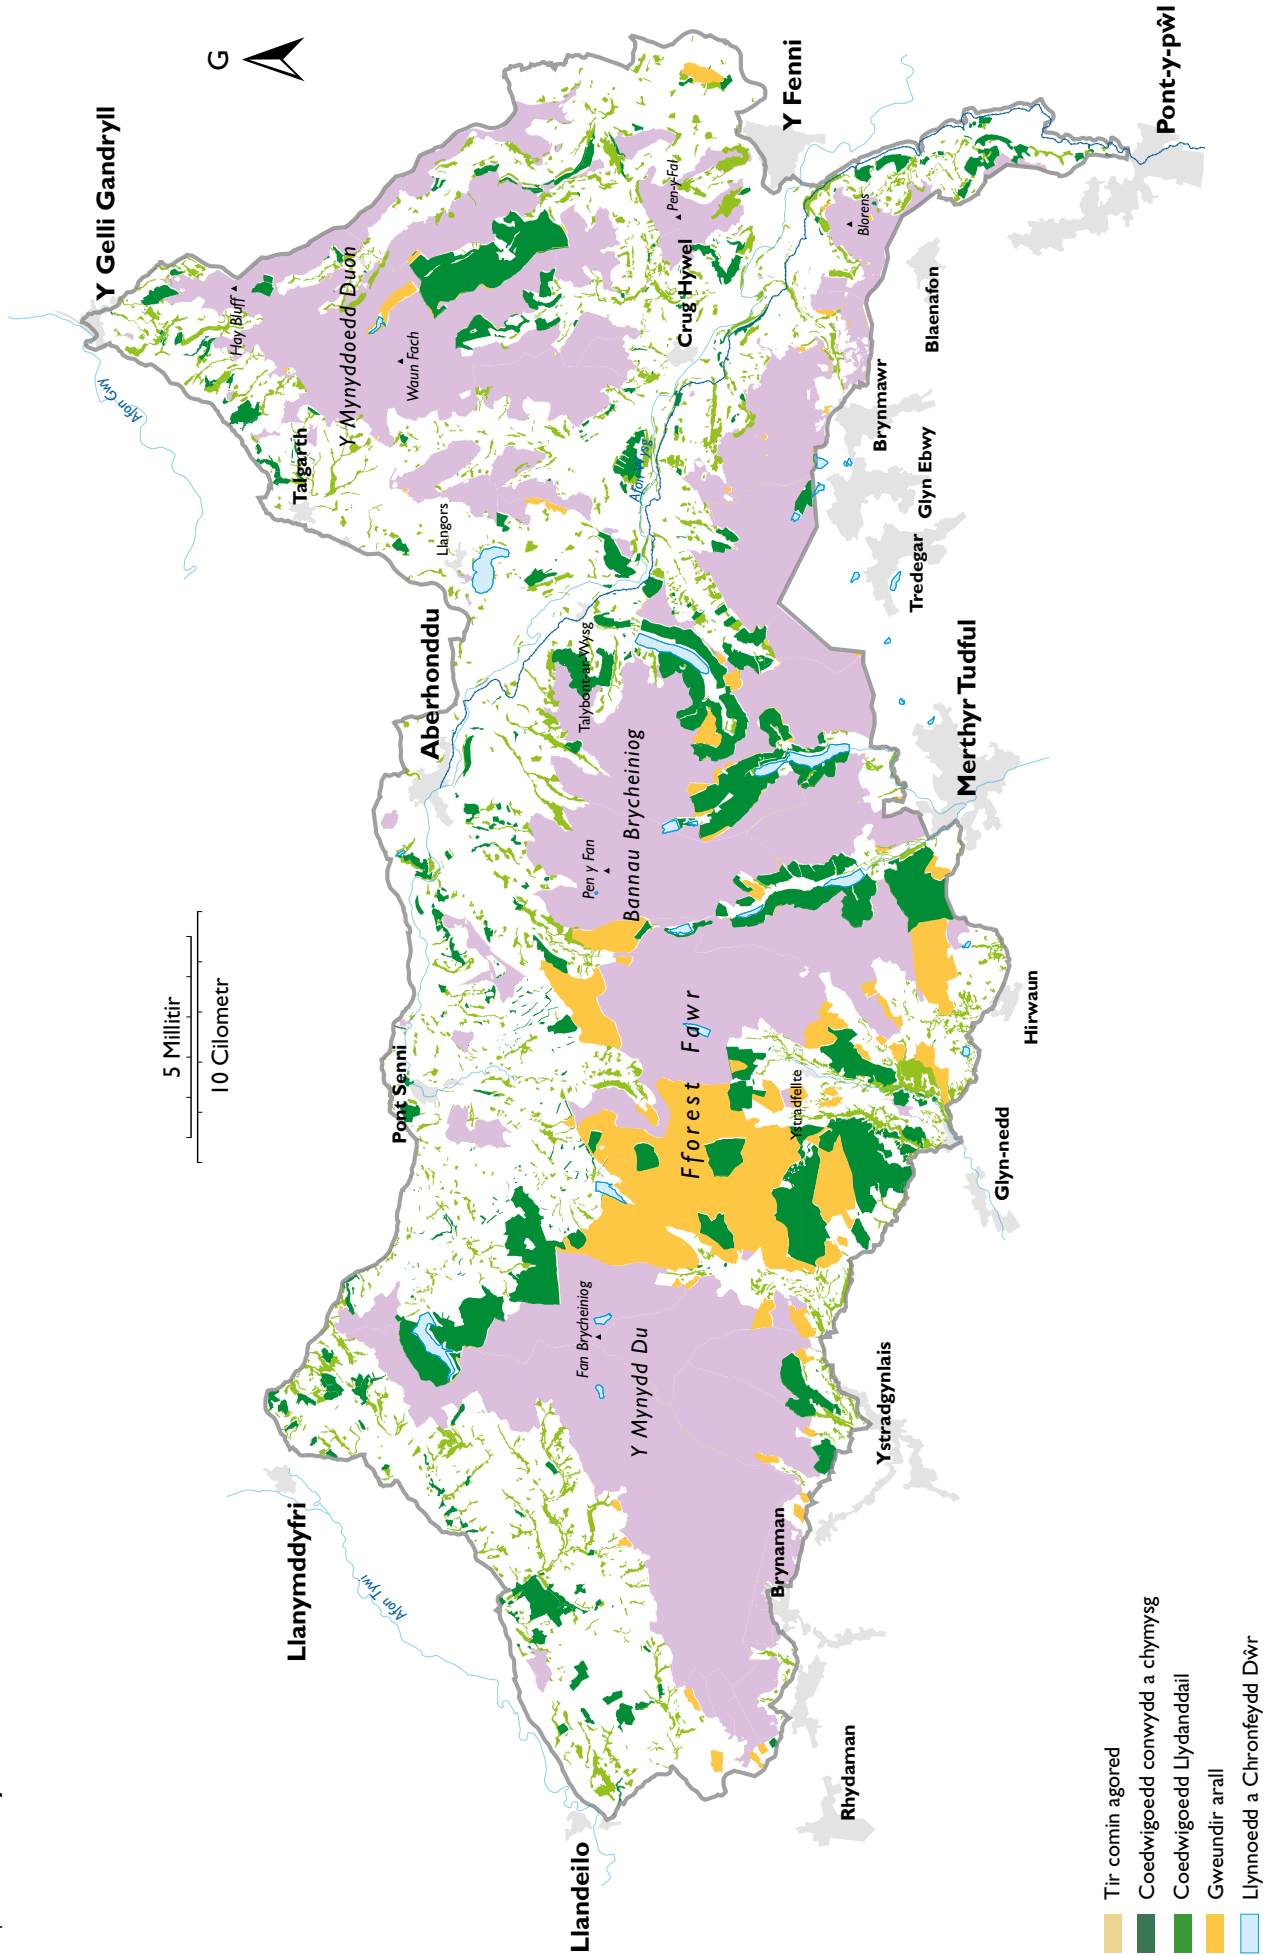 G
Y Gelli Gandryll
Afon Gwy
Hay Bluff
Talgarth
Y Mynyddoedd Duon
Waun Fach
Llangors
Pen-y-Fal
Y Fenni
Crug Hywel
Afon Wysg
Blorens
Pont-y-pŵl
Blaenafon
Brynmawr
Glyn Ebwy
Tredegar
Aberhonddu
Talybont-ar-Wysg
Pen y Fan
Bannau Brycheiniog
Merthyr Tudful
5 Millitir
10 Cilometr
Pont Senni
Fforest Fawr
Ystradfellte
Hirwaun
Glyn-nedd
Fan Brycheiniog
Y Mynydd Du
Ystradgynlais
Llanymddyfri
Afon Tywi
Brynaman
Rhydaman
Llandeilo
Tir comin agored
Coedwigoedd conwydd a chymysg
Coedwigoedd Llydanddail
Gweundir arall
Llynnoedd a Chronfeydd Dŵr